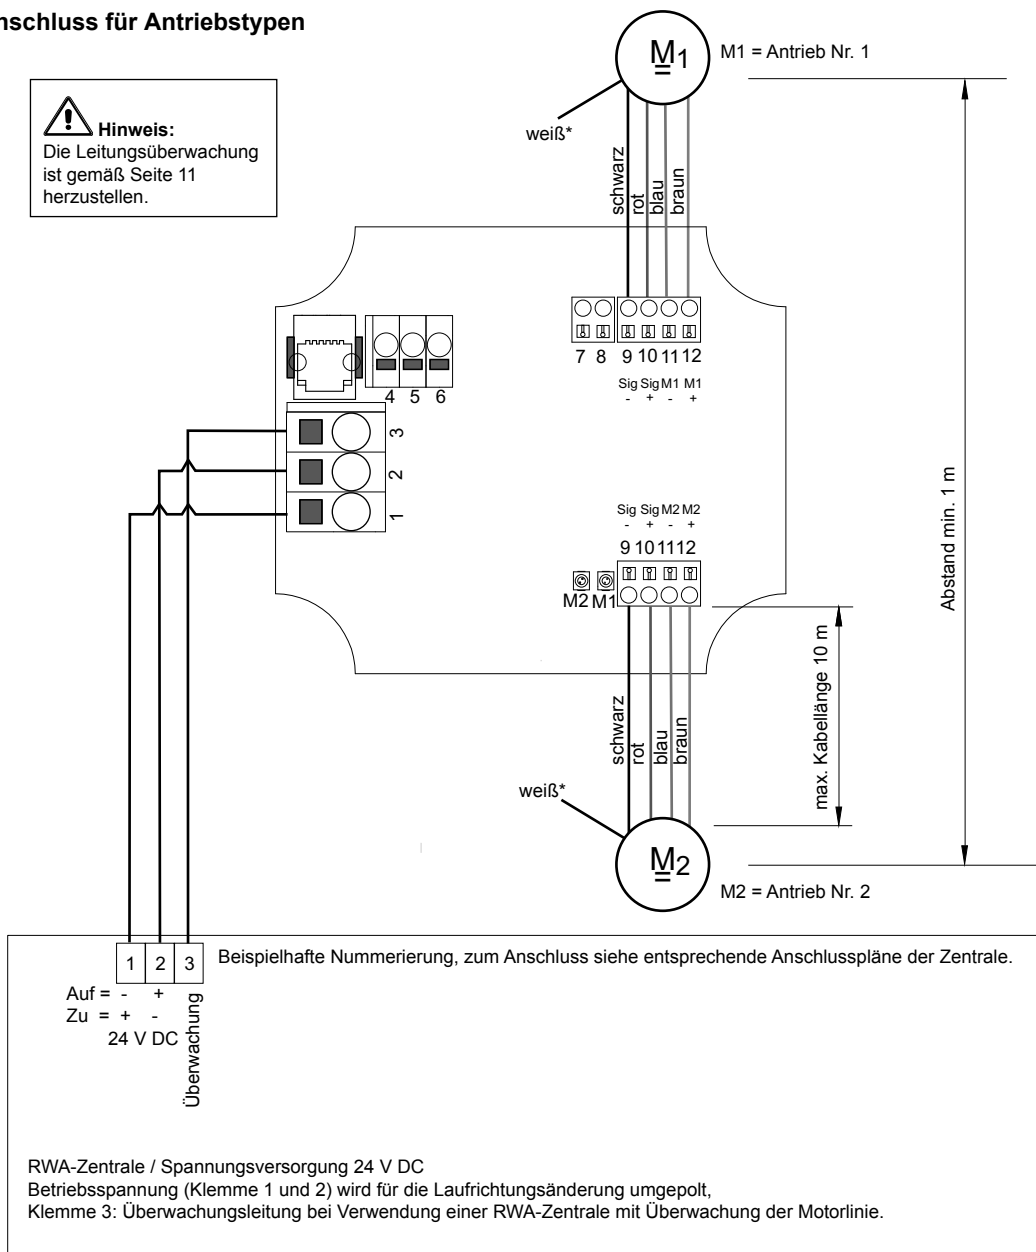 nschluss für Antriebstypen
M1
M1 = Antrieb Nr. 1
Hinweis:
Die Leitungsüberwachung
ist gemäß Seite 11
herzustellen.
weiß*
schwarz
rot
blau
braun
7 8 9 10 11 12
Sig Sig M1 M1
- + - +
4 5 6
3
2
1
Abstand min. 1 m
Sig Sig M2 M2
- + - +
9 10 11 12
M2 M1
max. Kabellänge 10 m
schwarz
rot
blau
braun
weiß*
M2
M2 = Antrieb Nr. 2
1 2 3
Beispielhafte Nummerierung, zum Anschluss siehe entsprechende Anschlusspläne der Zentrale.
Auf = - +
Zu = + -
24 V DC
Überwachung
RWA-Zentrale / Spannungsversorgung 24 V DC
Betriebsspannung (Klemme 1 und 2) wird für die Laufrichtungsänderung umgepolt,
Klemme 3: Überwachungsleitung bei Verwendung einer RWA-Zentrale mit Überwachung der Motorlinie.